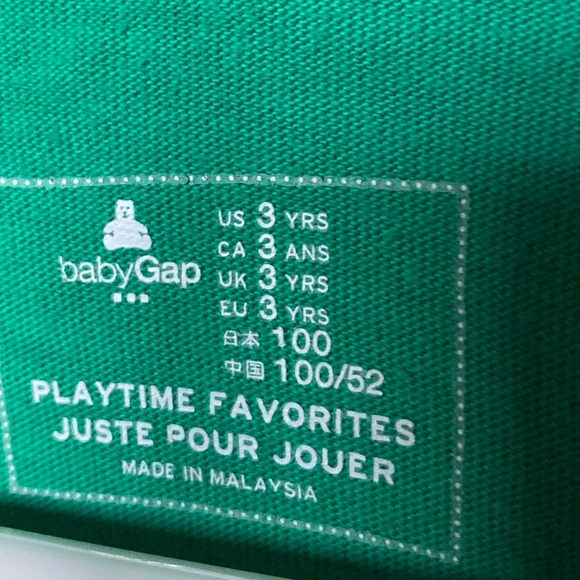 babyGap
US 3 YRS
CA 3 ANS
UK 3 YRS
EU 3 YRS
日本 100
中国 100/52
PLAYTIME FAVORITES
JUSTE POUR JOUER
MADE IN MALAYSIA